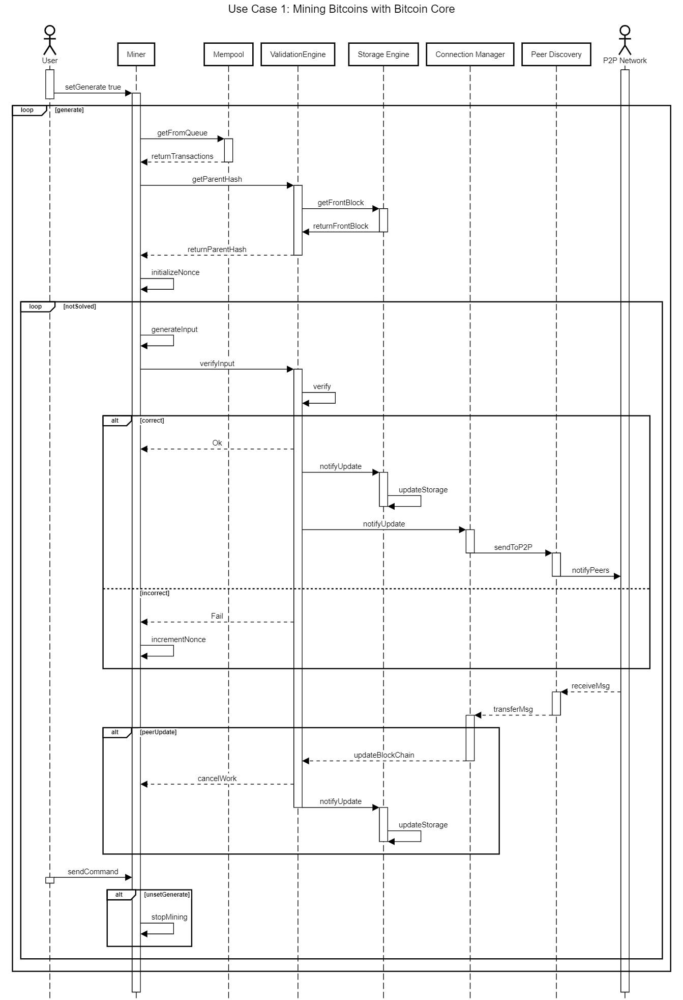 Use Case 1: Mining Bitcoins with Bitcoin Core
User
Miner
Mempool
ValidationEngine
Storage Engine
Connection Manager
Peer Discovery
P2P Network
setGenerate true
loop
[generate]
getFromQueue
returnTransactions
getParentHash
getFrontBlock
returnFrontBlock
returnParentHash
initializeNonce
loop
[notSolved]
generateInput
verifyInput
verify
alt
[correct]
Ok
notifyUpdate
updateStorage
notifyUpdate
sendToP2P
notifyPeers
[incorrect]
Fail
incrementNonce
receiveMsg
transferMsg
alt
[peerUpdate]
updateBlockChain
cancelWork
notifyUpdate
updateStorage
sendCommand
alt
[unsetGenerate]
stopMining